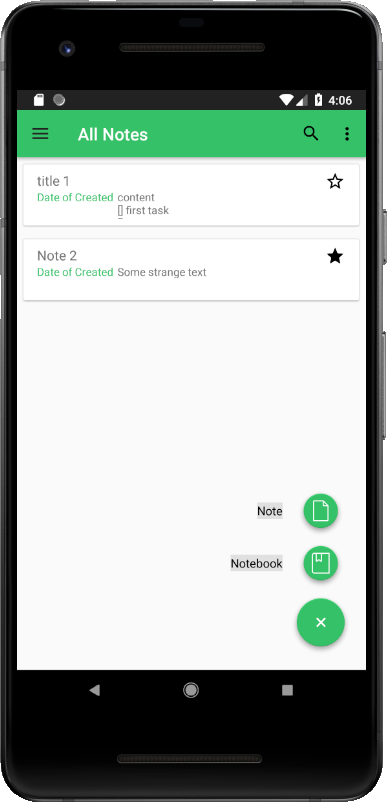 4:06
All Notes
title 1
Date of Created content
[] first task
Note 2
Date of Created Some strange text
Note
Notebook